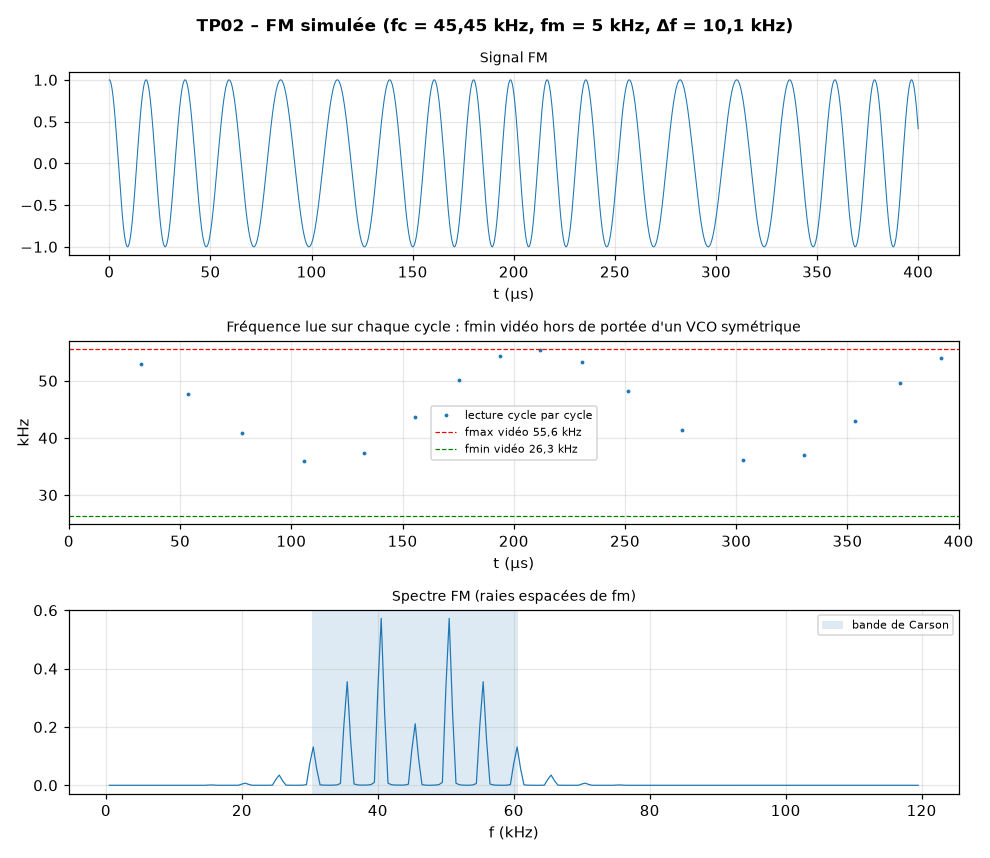 TP02 – FM simulée (fc = 45,45 kHz, fm = 5 kHz, Δf = 10,1 kHz)
Signal FM
1.0
0.5
0.0
−0.5
−1.0
0 50 100 150 200 250 300 350 400
t (µs)
Fréquence lue sur chaque cycle : fmin vidéo hors de portée d'un VCO symétrique
kHz
50
40
30
lecture cycle par cycle
fmax vidéo 55,6 kHz
fmin vidéo 26,3 kHz
0 50 100 150 200 250 300 350 400
t (µs)
Spectre FM (raies espacées de fm)
0.6
0.4
0.2
0.0
bande de Carson
0 20 40 60 80 100 120
f (kHz)